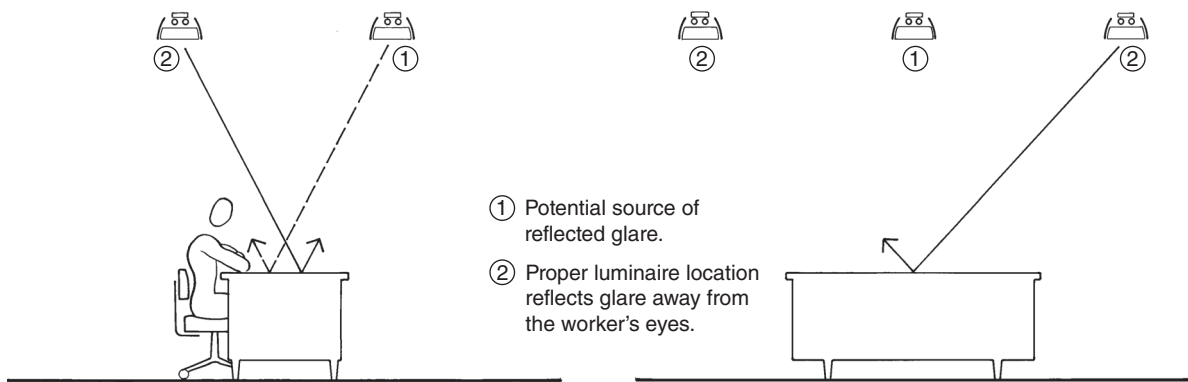 ② ① ② ① ②
① Potential source of
reflected glare.
② Proper luminaire location
reflects glare away from
the worker's eyes.